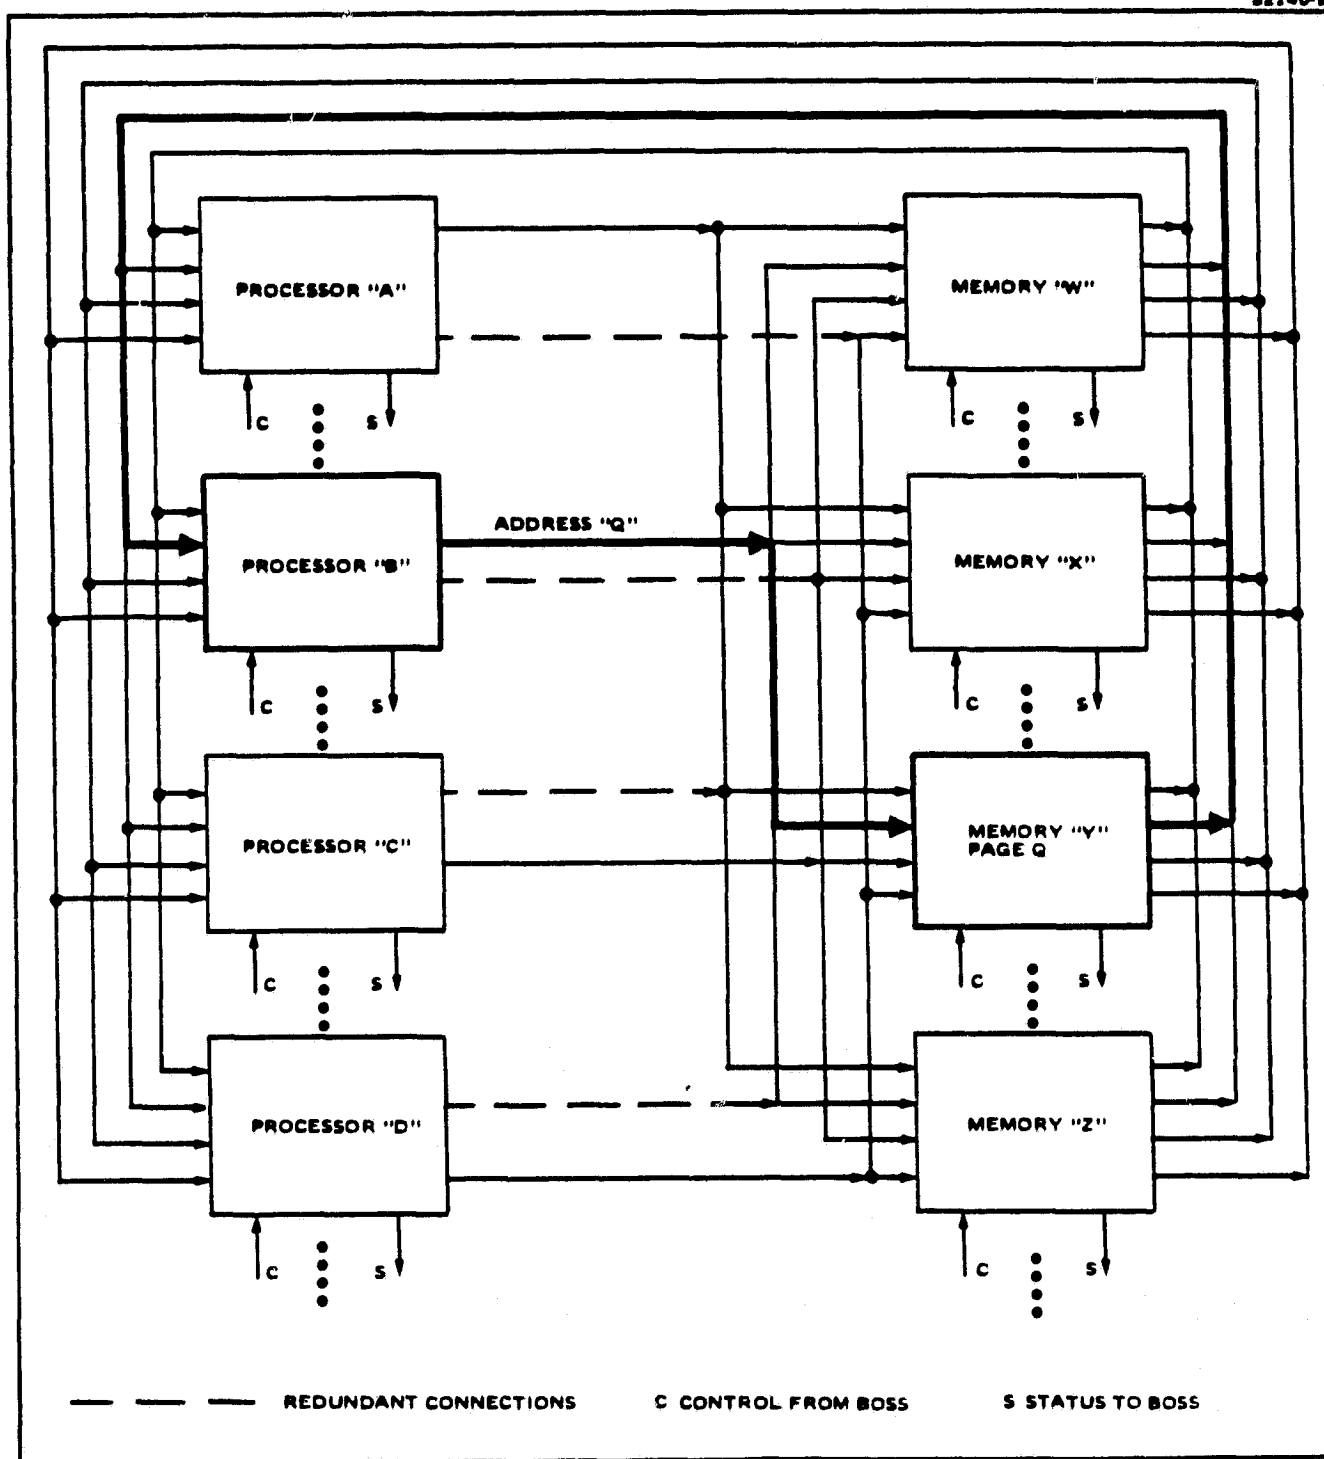 PROCESSOR "A"
MEMORY "W"
C
S
C
S
ADDRESS "Q"
PROCESSOR "B"
MEMORY "X"
C
S
C
S
PROCESSOR "C"
MEMORY "Y"
PAGE Q
C
S
C
S
PROCESSOR "D"
MEMORY "Z"
C
S
C
S
REDUNDANT CONNECTIONS
C CONTROL FROM BOSS
S STATUS TO BOSS